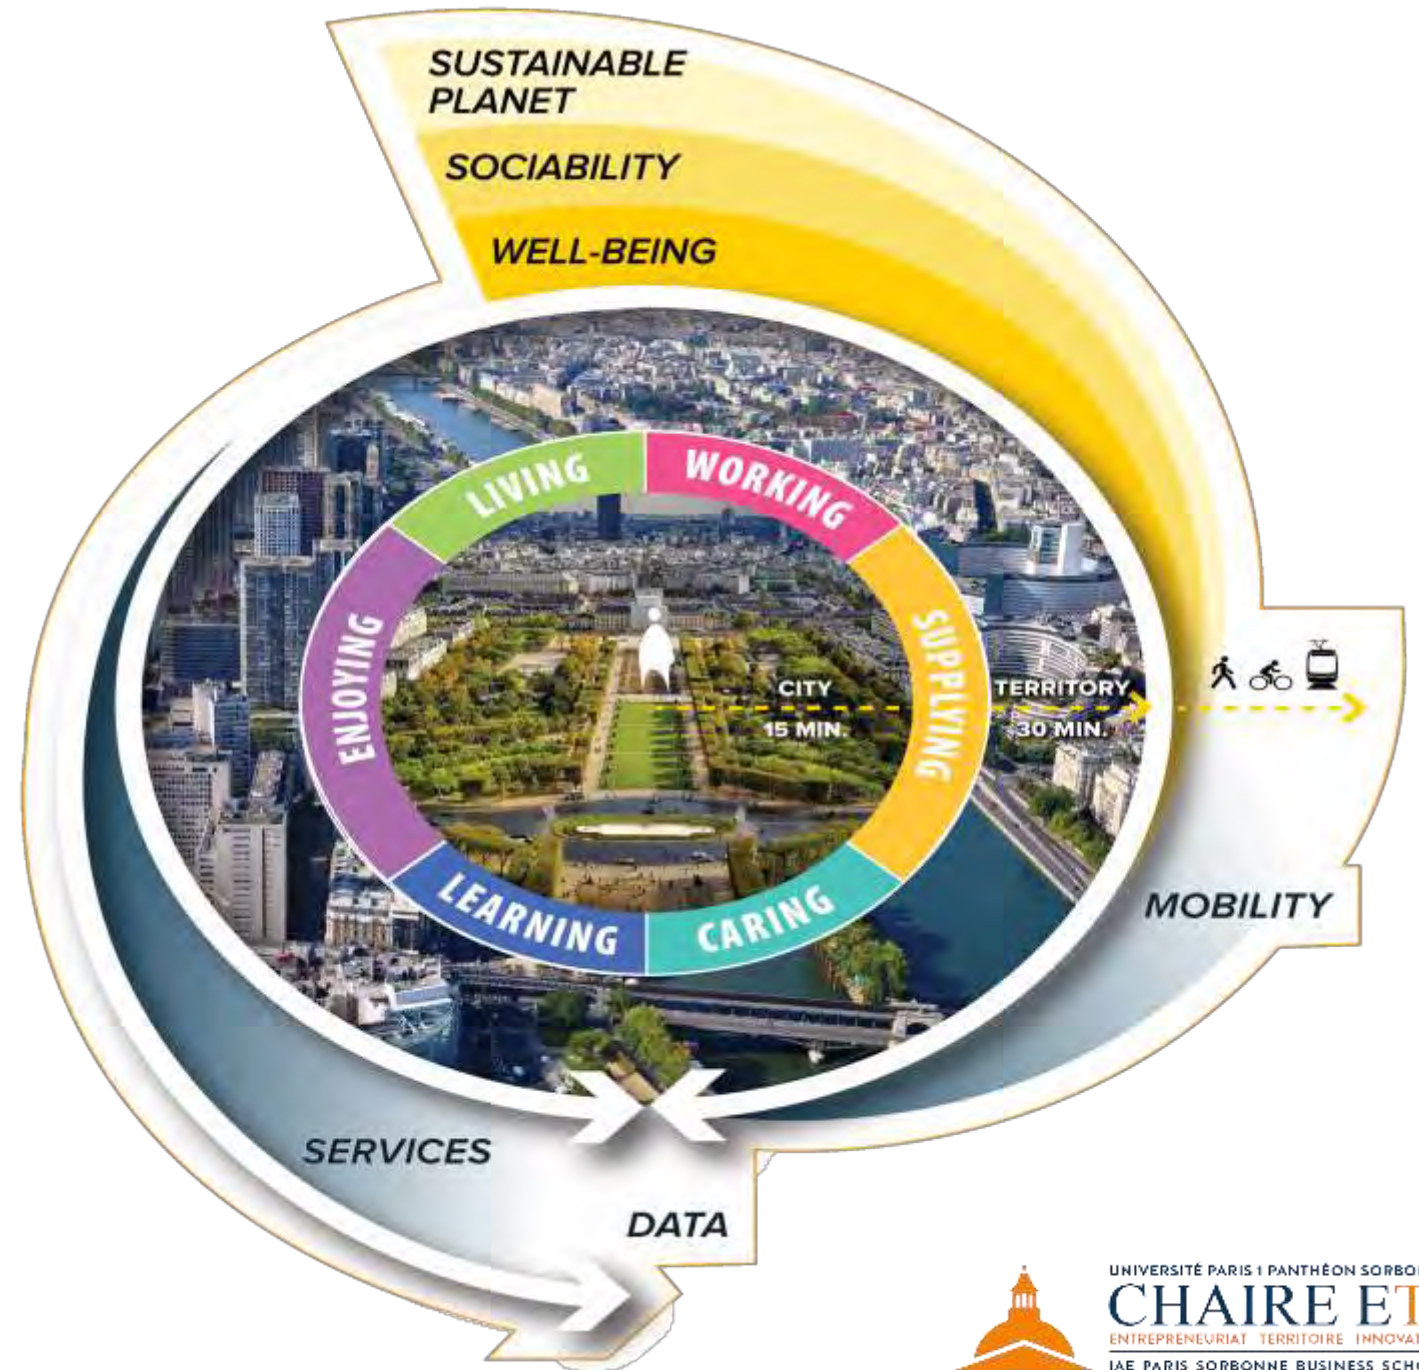 SUSTAINABLE
PLANET
SOCIABILITY
WELL-BEING
LIVING
WORKING
ENJOYING
SUPPLYING
CITY
15 MIN.
TERRITORY
30 MIN.
LEARNING
CARING
MOBILITY
SERVICES
DATA
UNIVERSITÉ PARIS 1 PANTHÉON SORBO
CHAIRE ET
ENTREPRENEURIAT TERRITOIRE INNOVAT
IAE PARIS SORBONNE BUSINESS SCH